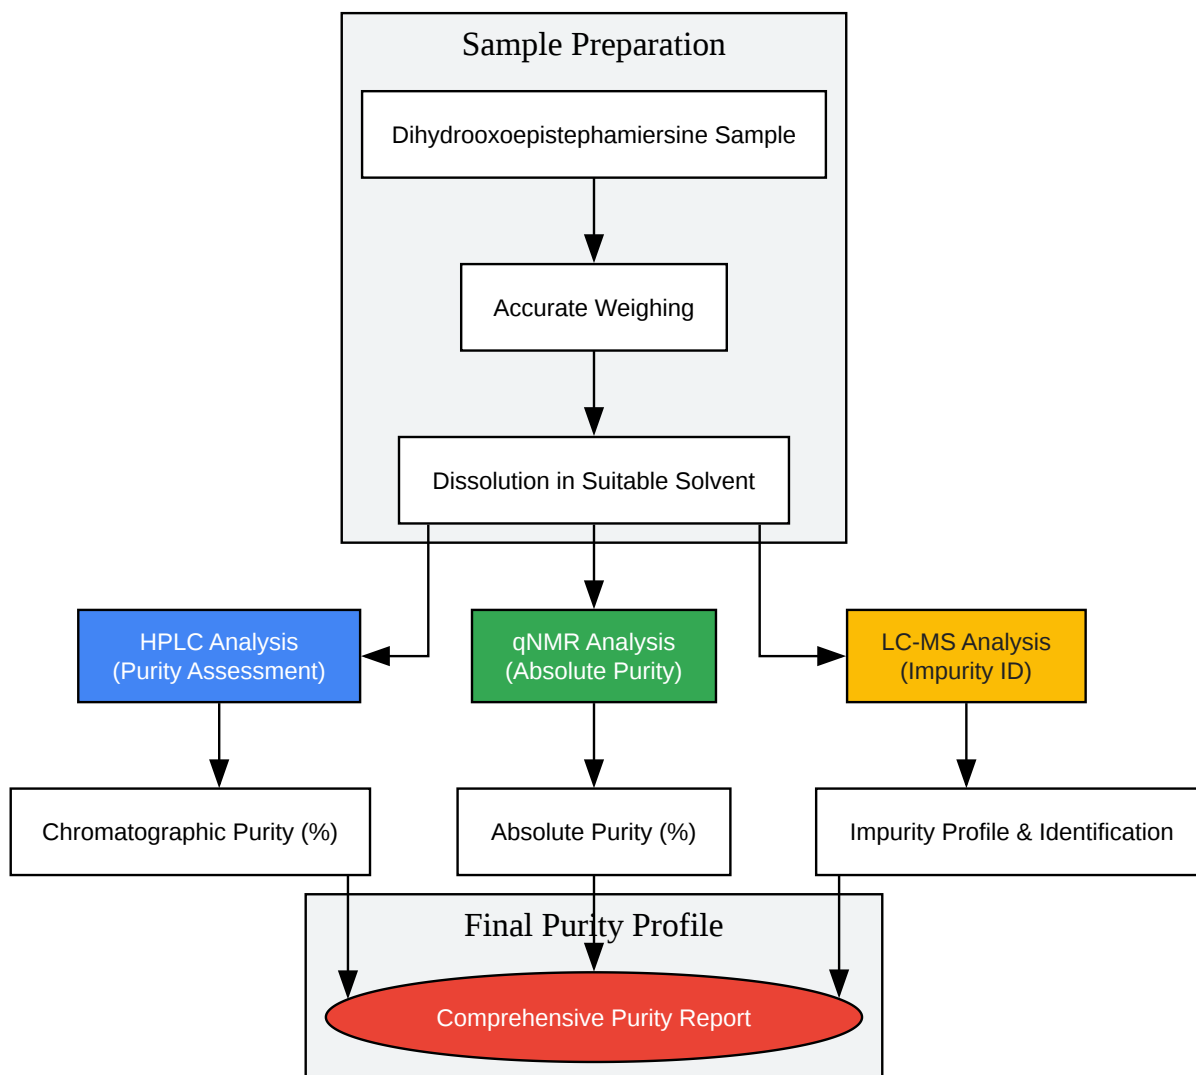 Sample Preparation
Dihydrooxoepistephamiersine Sample
Accurate Weighing
Dissolution in Suitable Solvent
HPLC Analysis
(Purity Assessment)
qNMR Analysis
(Absolute Purity)
LC-MS Analysis
(Impurity ID)
Chromatographic Purity (%)
Absolute Purity (%)
Impurity Profile & Identification
Final Purity Profile
Comprehensive Purity Report